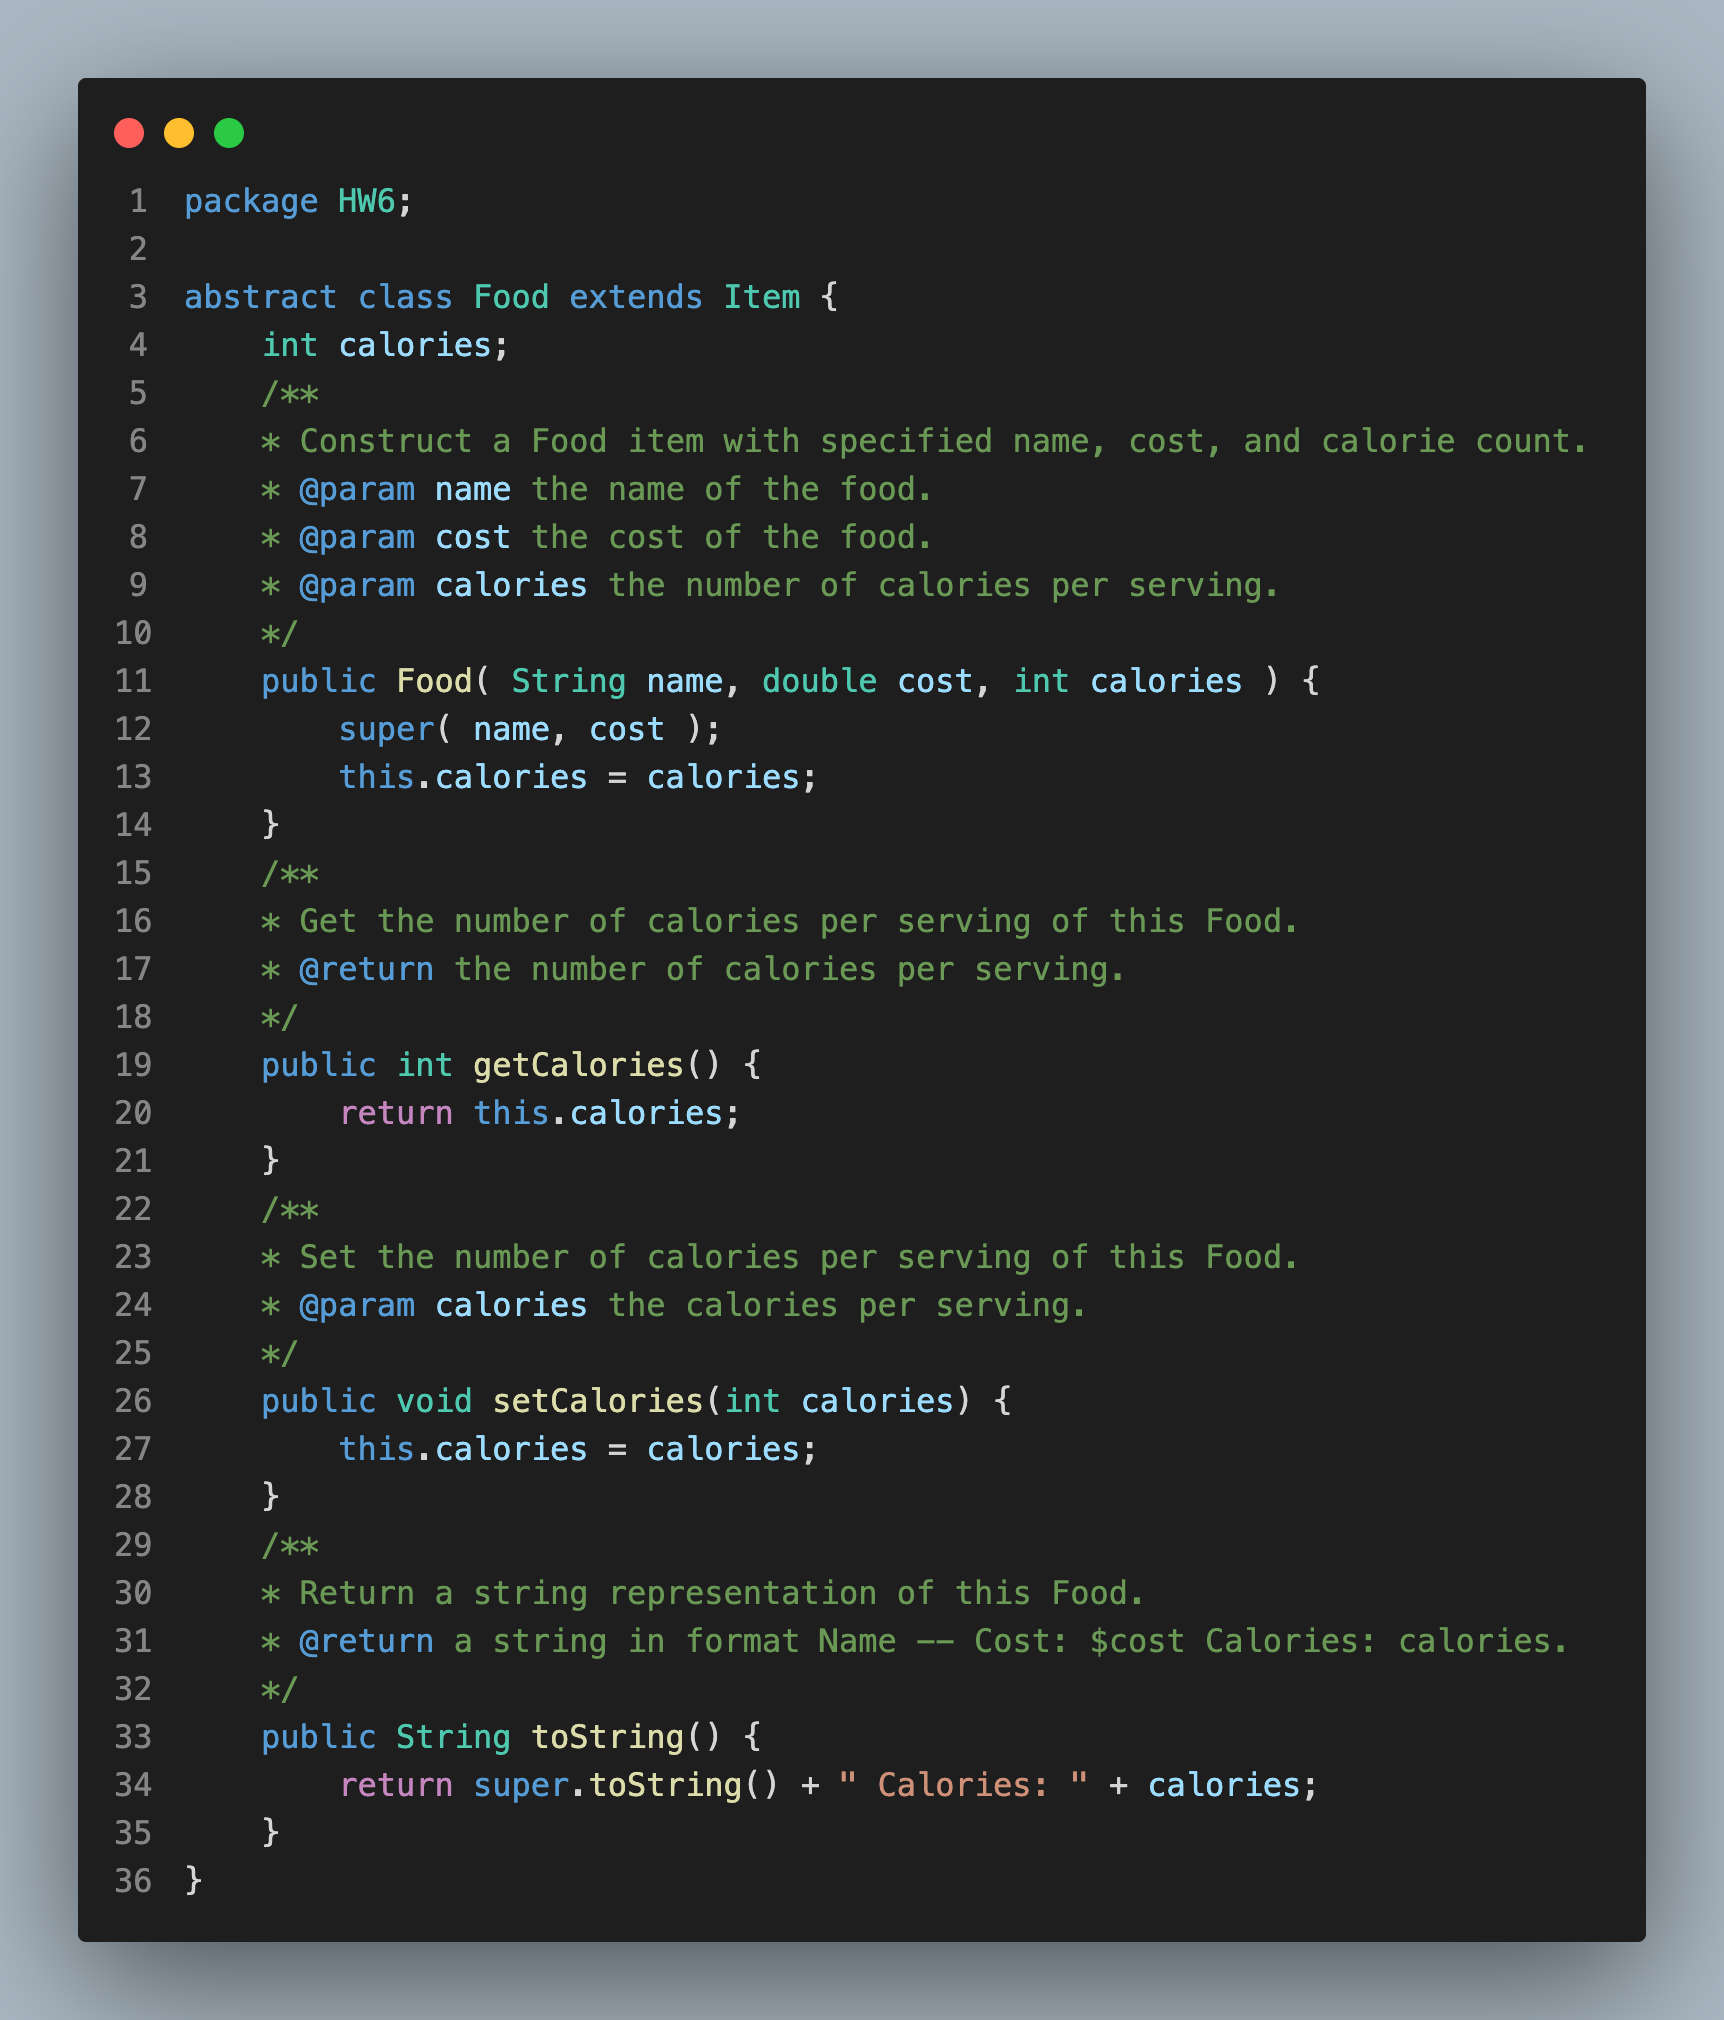 1 package HW6;
2
3 abstract class Food extends Item {
4     int calories;
5     /**
6     * Construct a Food item with specified name, cost, and calorie count.
7     * @param name the name of the food.
8     * @param cost the cost of the food.
9     * @param calories the number of calories per serving.
10     */
11     public Food( String name, double cost, int calories ) {
12         super( name, cost );
13         this.calories = calories;
14     }
15     /**
16     * Get the number of calories per serving of this Food.
17     * @return the number of calories per serving.
18     */
19     public int getCalories() {
20         return this.calories;
21     }
22     /**
23     * Set the number of calories per serving of this Food.
24     * @param calories the calories per serving.
25     */
26     public void setCalories(int calories) {
27         this.calories = calories;
28     }
29     /**
30     * Return a string representation of this Food.
31     * @return a string in format Name -- Cost: $cost Calories: calories.
32     */
33     public String toString() {
34         return super.toString() + " Calories: " + calories;
35     }
36 }